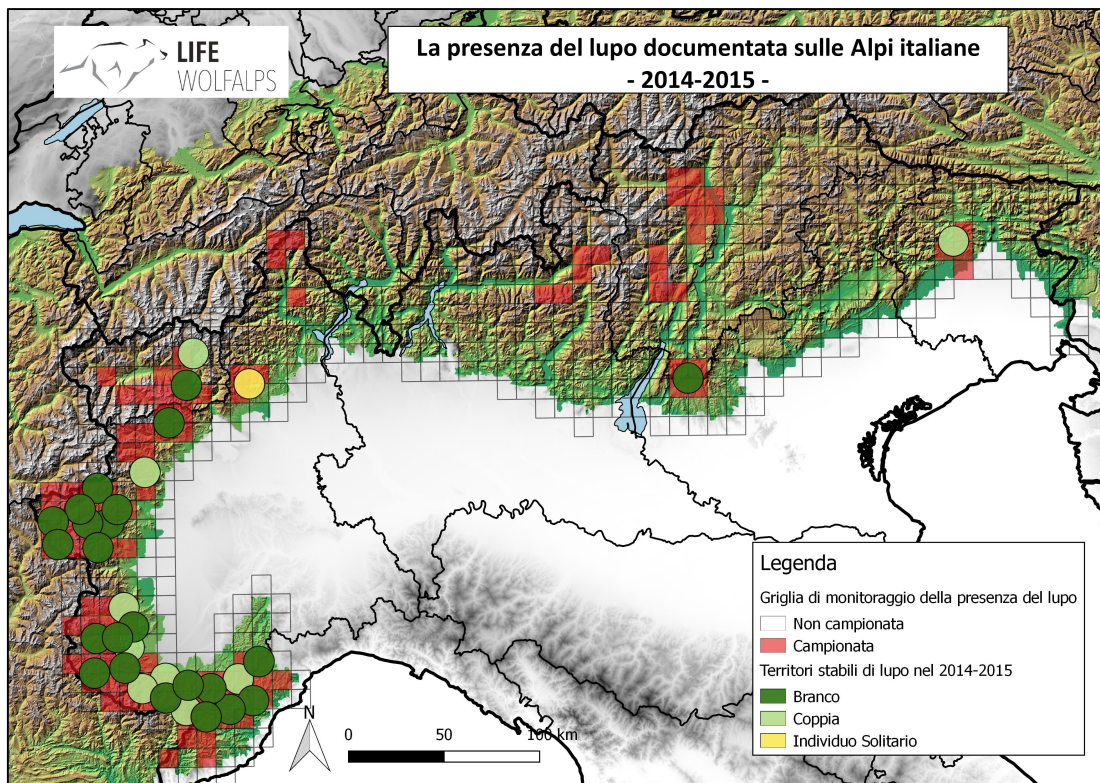 LIFE
WOLFALPS
La presenza del lupo documentata sulle Alpi italiane
- 2014-2015 -
Legenda
Griglia di monitoraggio della presenza del lupo
Non campionata
Campionata
Territori stabili di lupo nel 2014-2015
Branco
Coppia
Individuo Solitario
N
0 50 100 km